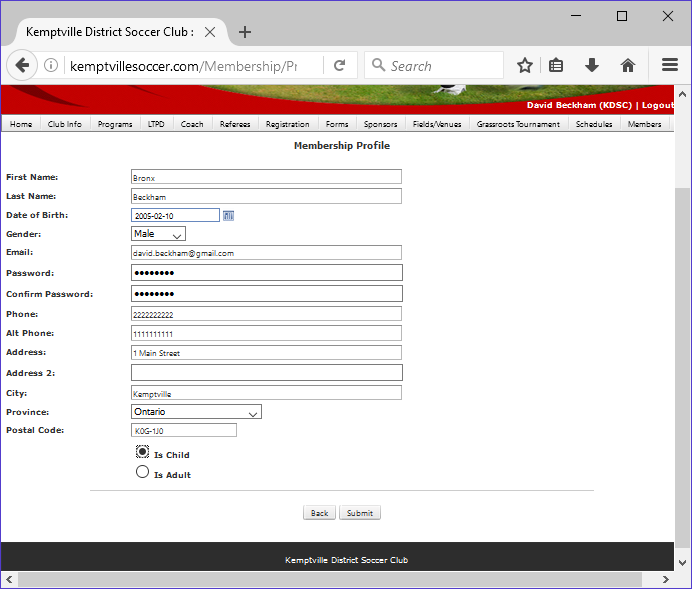 Kemptville District Soccer Club :
kemptvillesoccer.com/Membership/Pr
Search
David Beckham (KDSC) | Logout
Home Club Info Programs LTPD Coach Referees Registration Forms Sponsors Fields/Venues Grassroots Tournament Schedules Members
Membership Profile
First Name: Bronx
Last Name: Beckham
Date of Birth: 2005-02-10
Gender: Male
Email: david.beckham@gmail.com
Password: ●●●●●●●●
Confirm Password: ●●●●●●●●
Phone: 2222222222
Alt Phone: 1111111111
Address: 1 Main Street
Address 2:
City: Kemptville
Province: Ontario
Postal Code: K0G-1J0
Is Child
Is Adult
Back Submit
Kemptville District Soccer Club